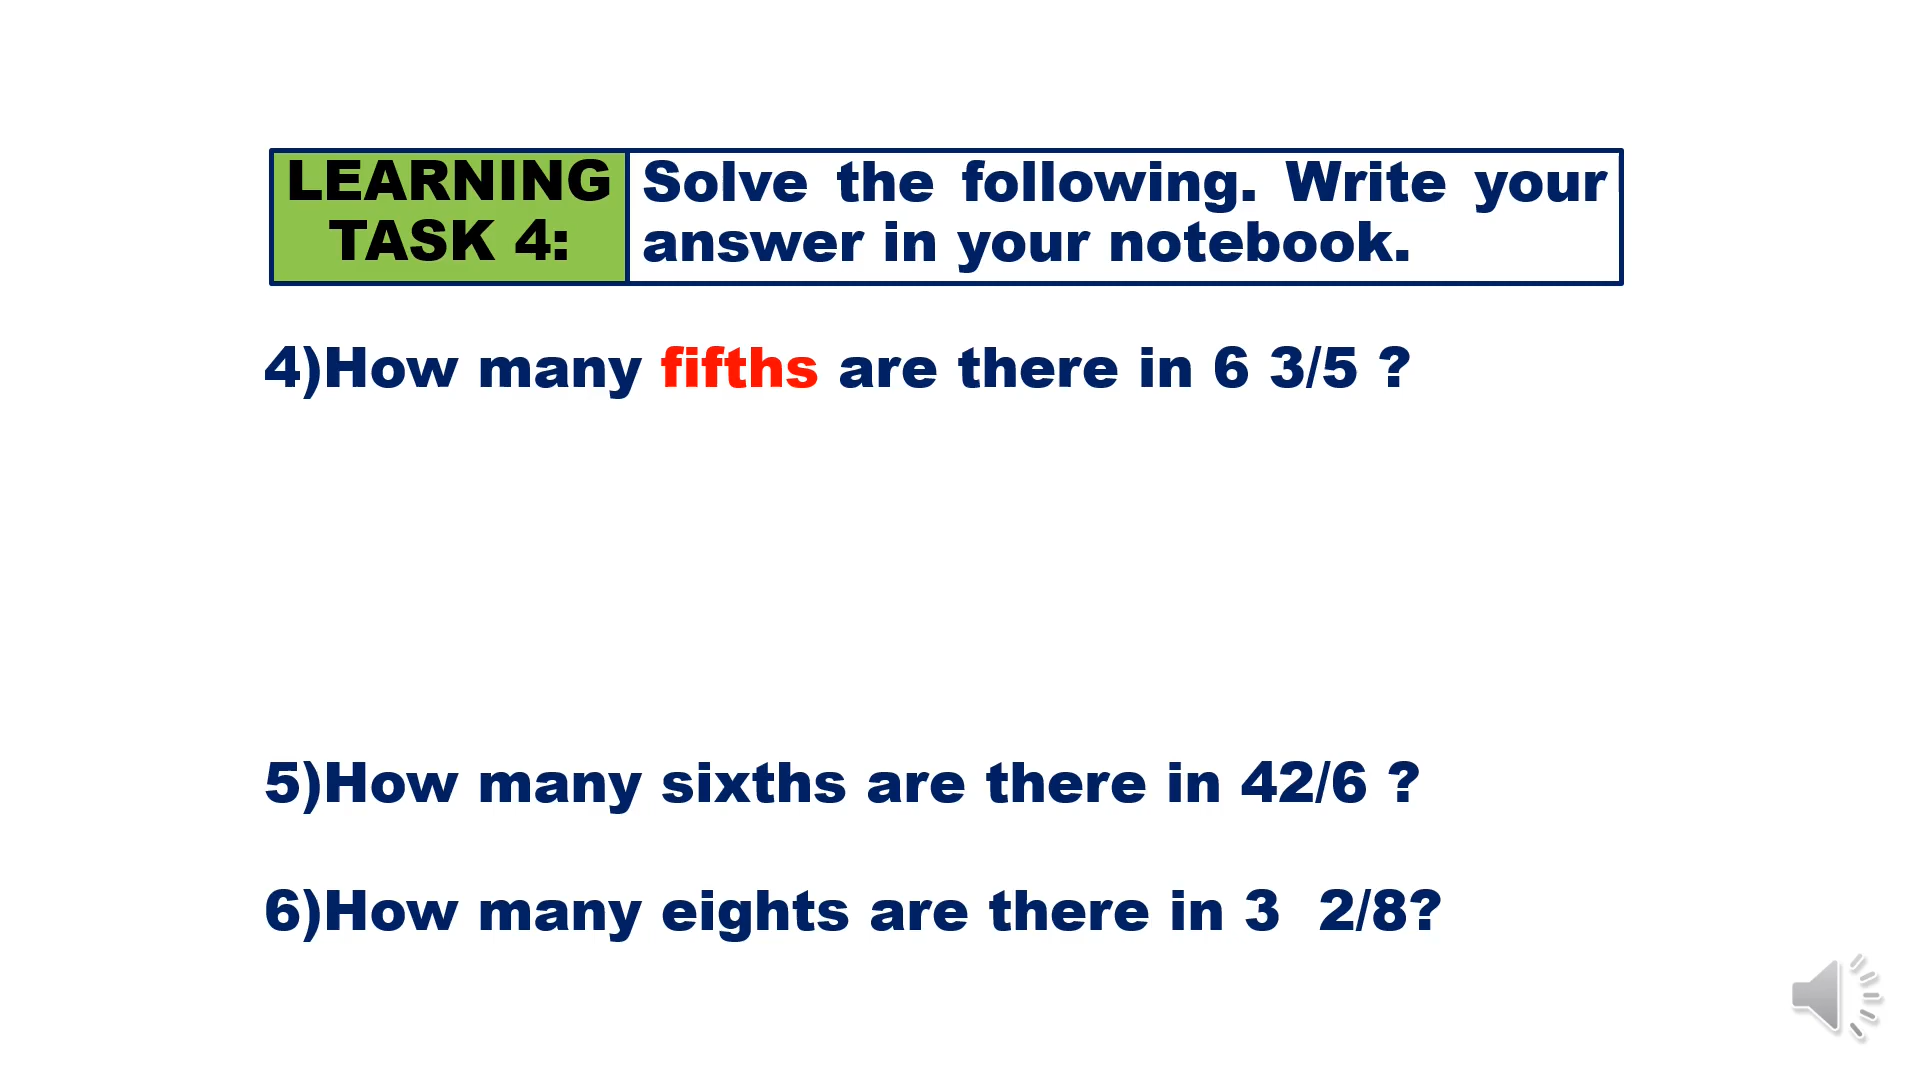 LEARNING
TASK 4:
Solve the following. Write your
answer in your notebook.
4)How many fifths are there in 6 3/5 ?
5)How many sixths are there in 42/6 ?
6)How many eights are there in 3  2/8?